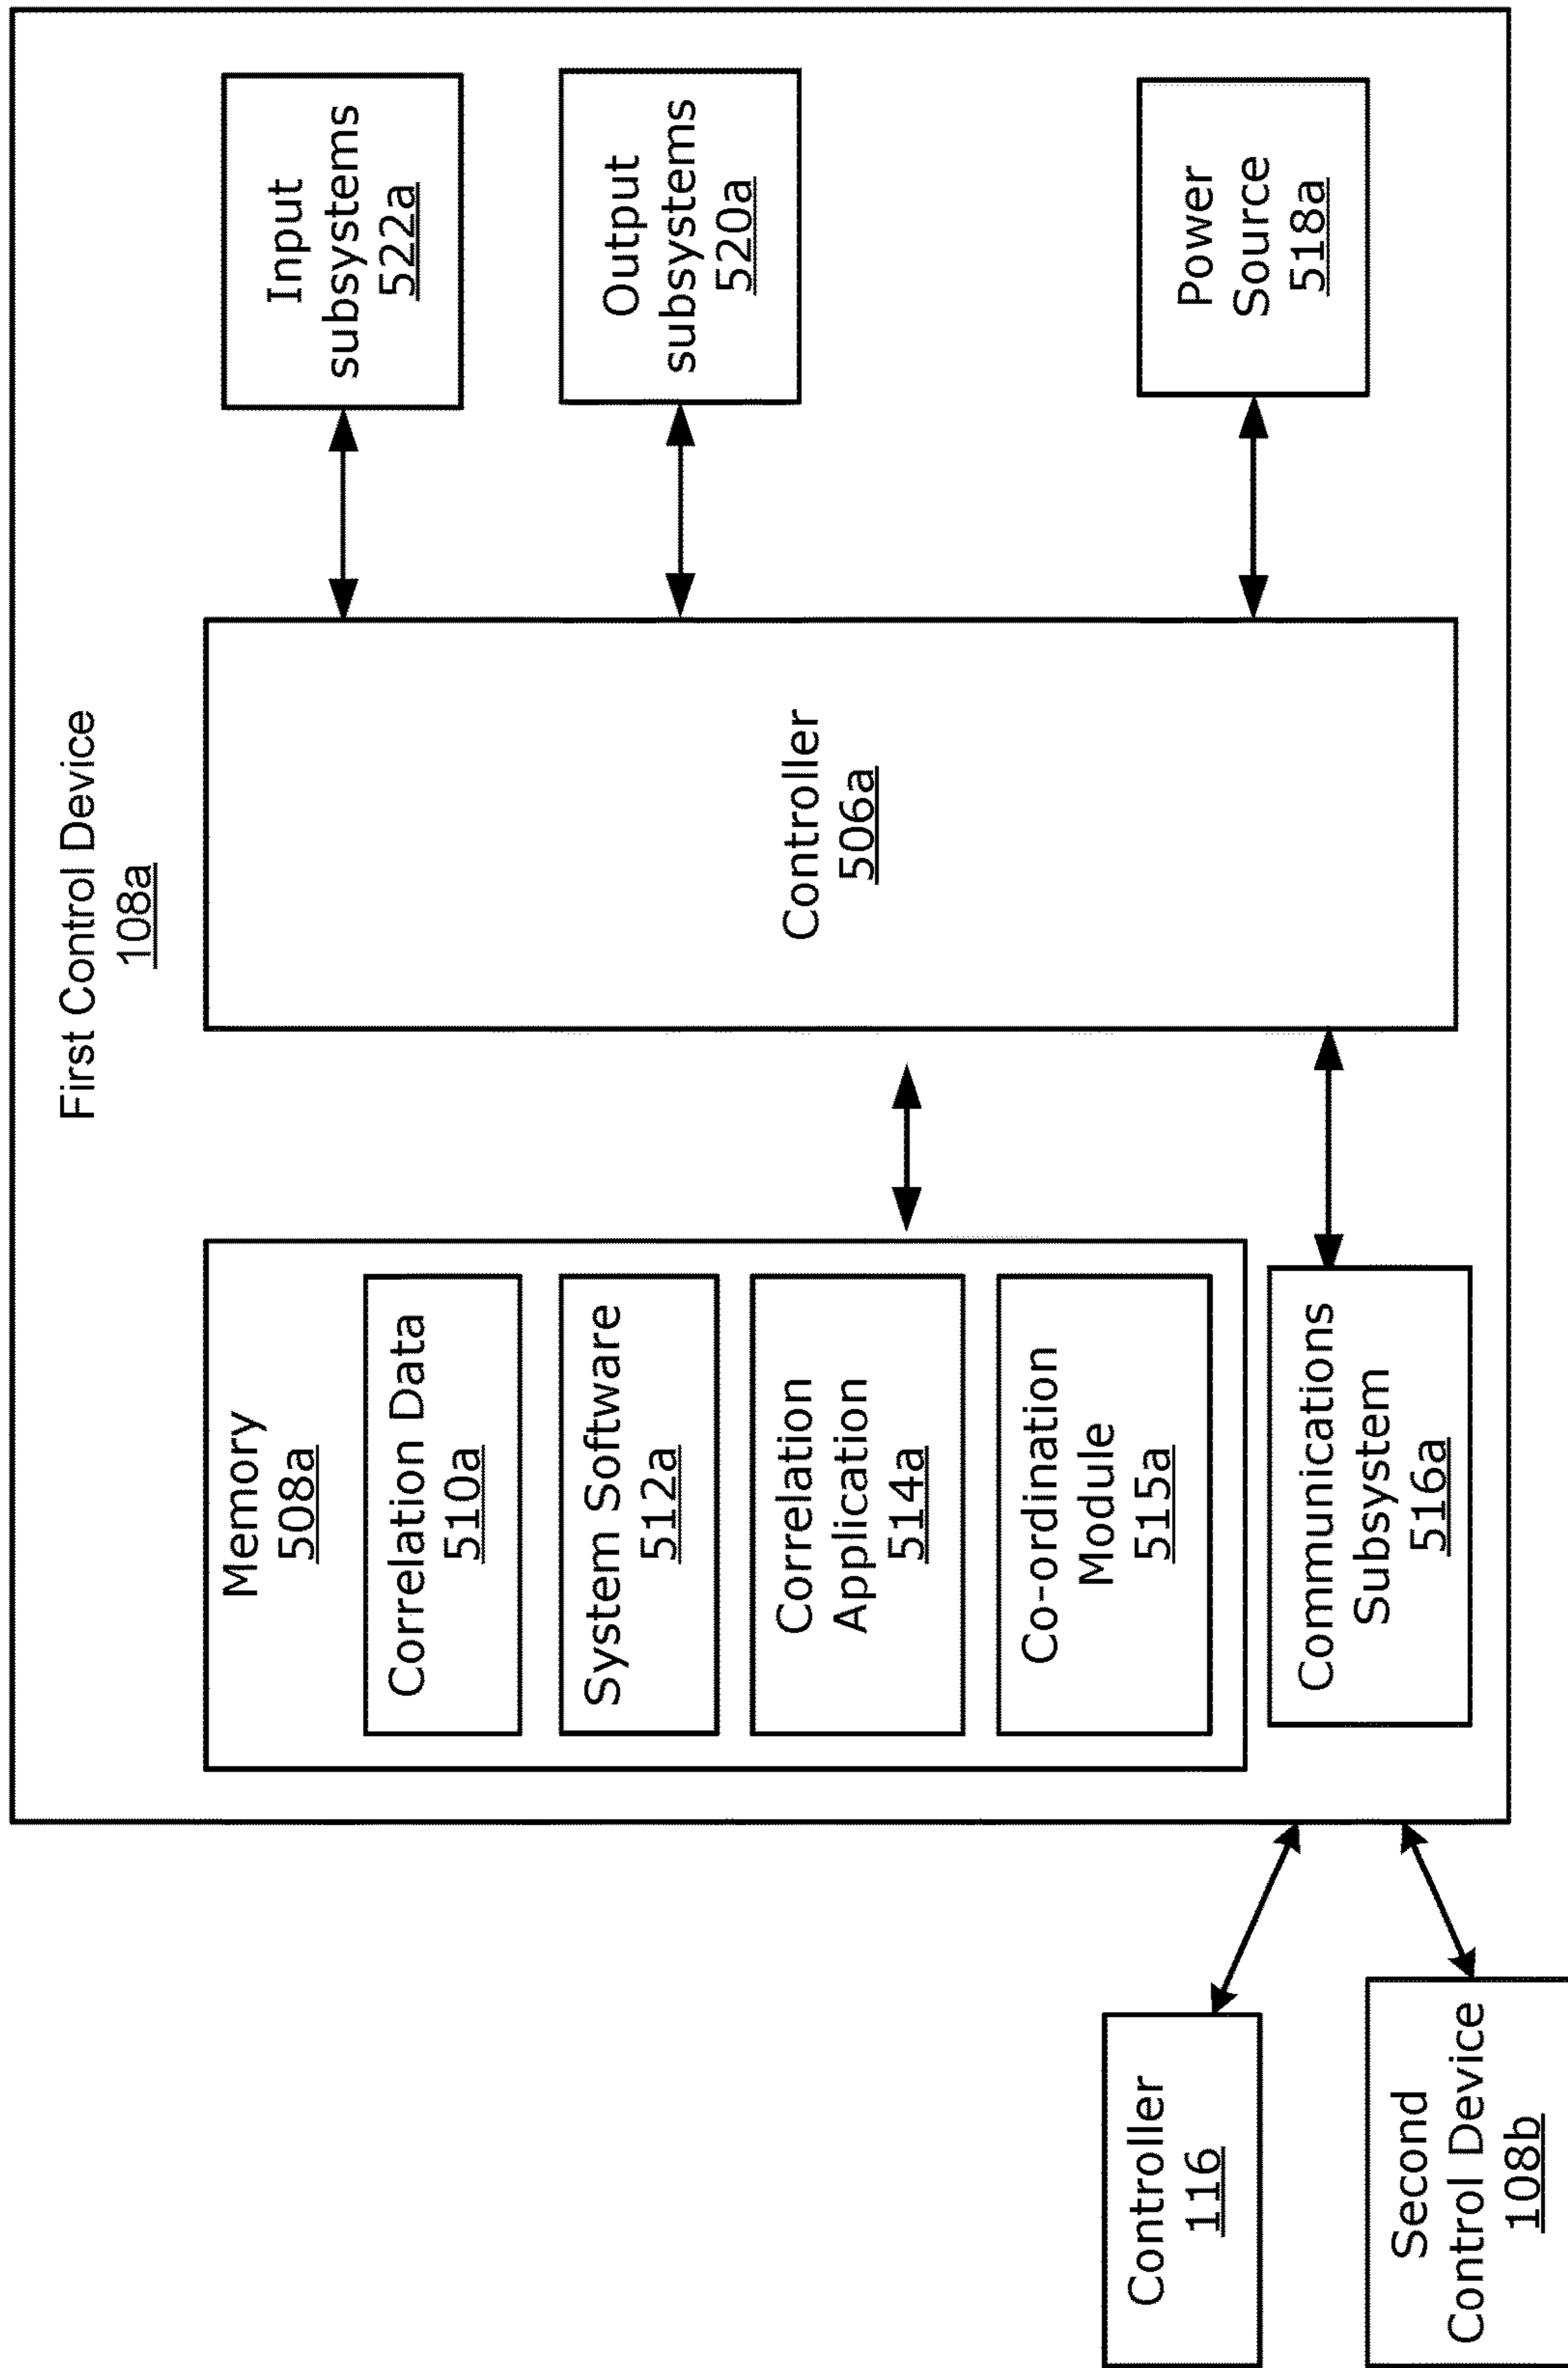 First Control Device
108a
Memory
508a
Correlation Data
510a
System Software
512a
Correlation
Application
514a
Co-ordination
Module
515a
Communications
Subsystem
516a
Controller
506a
Input
subsystems
522a
Output
subsystems
520a
Power
Source
518a
Controller
116
Second
Control Device
108b